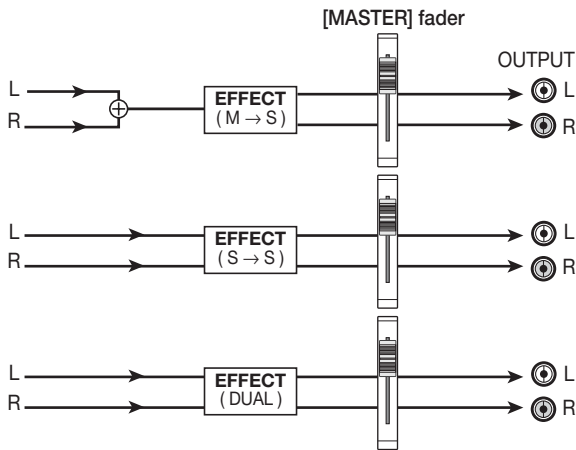 [MASTER] fader
OUTPUT
L
R
EFFECT
( M → S )
L
R
L
R
EFFECT
( S → S )
L
R
L
R
EFFECT
( DUAL )
L
R